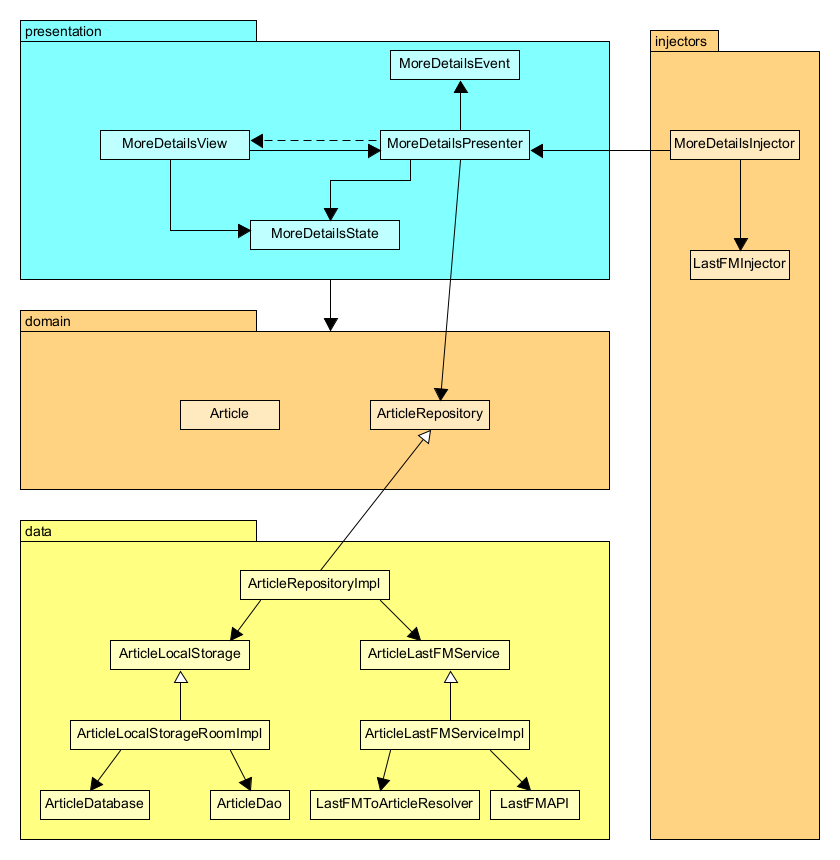 presentation
injectors
MoreDetailsEvent
MoreDetailsView
MoreDetailsPresenter
MoreDetailsInjector
MoreDetailsState
LastFMInjector
domain
Article
ArticleRepository
data
ArticleRepositoryImpl
ArticleLocalStorage
ArticleLastFMService
ArticleLocalStorageRoomImpl
ArticleLastFMServiceImpl
ArticleDatabase
ArticleDao
LastFMToArticleResolver
LastFMAPI